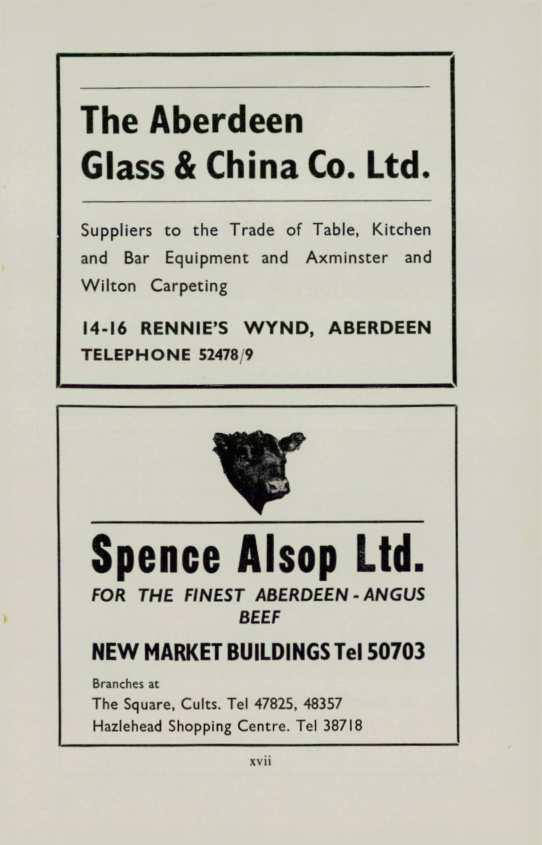 The Aberdeen
Glass & China Co. Ltd.
Suppliers to the Trade of Table, Kitchen
and Bar Equipment and Axminster and
Wilton Carpeting
14-16 RENNIE'S WYND, ABERDEEN
TELEPHONE 52478/9
Spence Alsop Ltd.
FOR THE FINEST ABERDEEN-ANGUS
BEEF
NEW MARKET BUILDINGS Tel 50703
Branches at
The Square, Cults. Tel 47825, 48357
Hazlehead Shopping Centre. Tel 38718
xvii